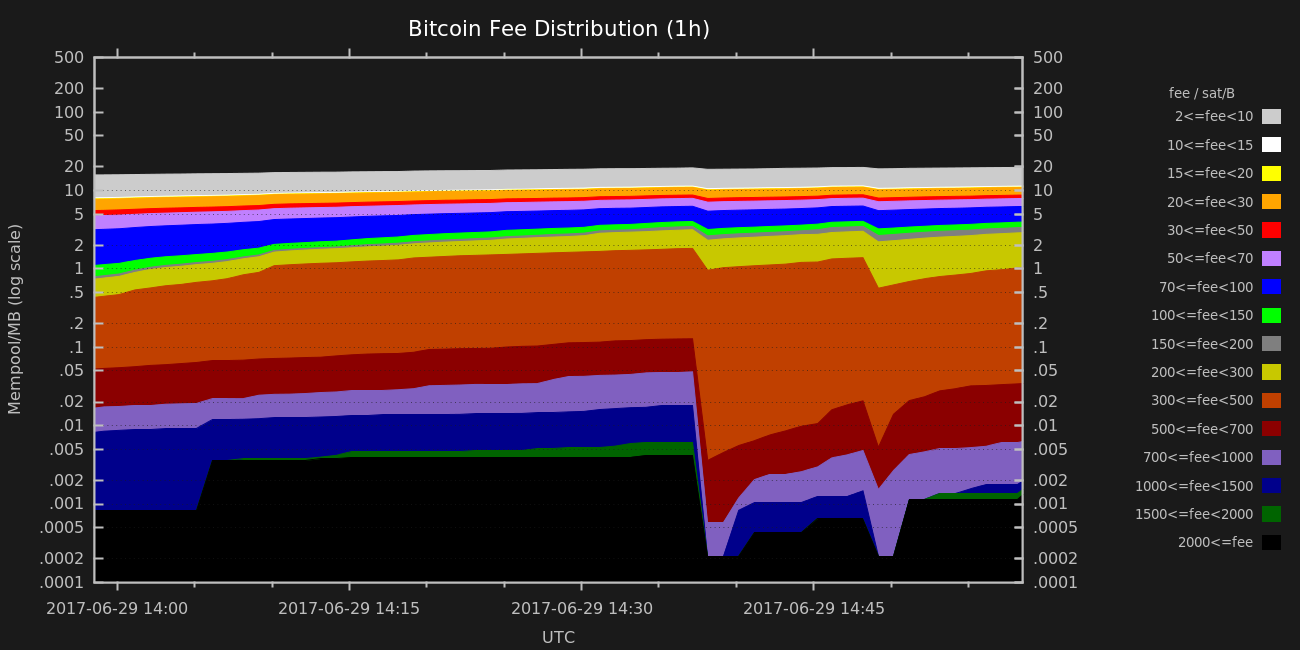 Bitcoin Fee Distribution (1h)
Mempool/MB (log scale)
500
200
100
50
20
10
5
2
1
.5
.2
.1
.05
.02
.01
.005
.002
.001
.0005
.0002
.0001
500
200
100
50
20
10
5
2
1
.5
.2
.1
.05
.02
.01
.005
.002
.001
.0005
.0002
.0001
2017-06-29 14:00
2017-06-29 14:15
2017-06-29 14:30
2017-06-29 14:45
UTC
fee / sat/B
2<=fee<10
10<=fee<15
15<=fee<20
20<=fee<30
30<=fee<50
50<=fee<70
70<=fee<100
100<=fee<150
150<=fee<200
200<=fee<300
300<=fee<500
500<=fee<700
700<=fee<1000
1000<=fee<1500
1500<=fee<2000
2000<=fee